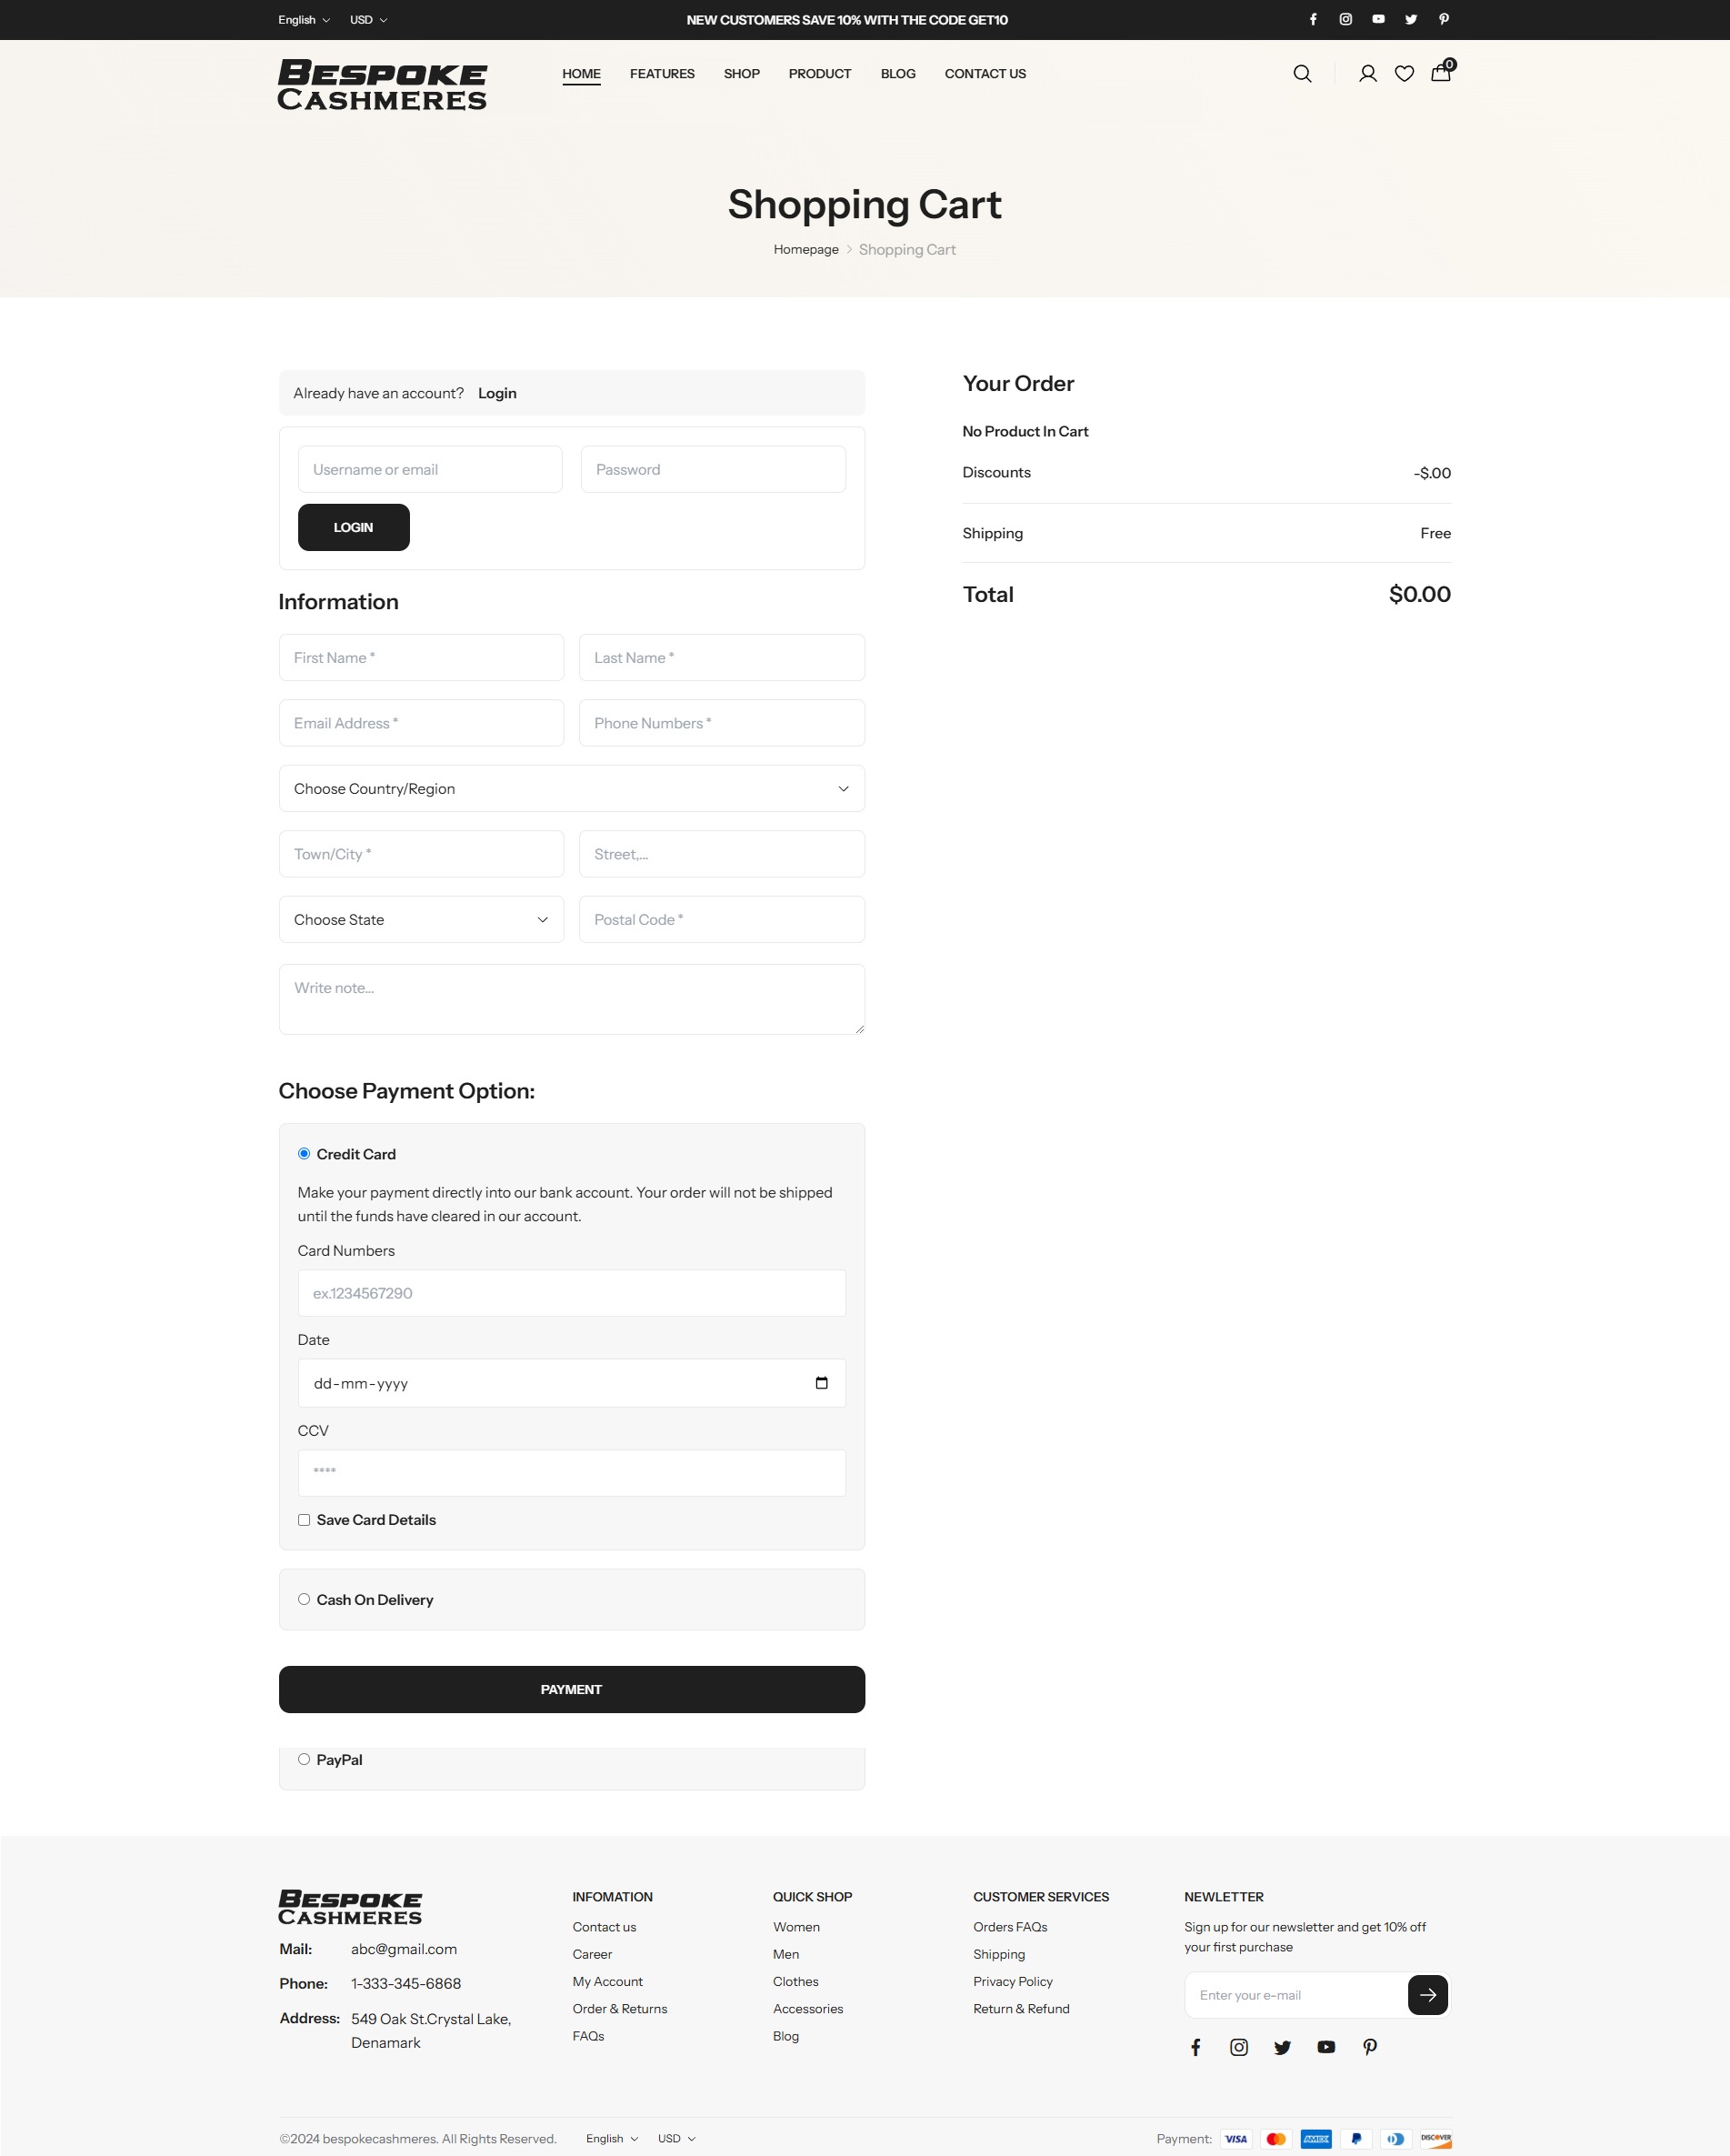 English
USD
NEW CUSTOMERS SAVE 10% WITH THE CODE GET10
BESPOKE
CASHMERES
HOME
FEATURES
SHOP
PRODUCT
BLOG
CONTACT US
0
Shopping Cart
Homepage
Shopping Cart
Already have an account? Login
Username or email
Password
LOGIN
Information
First Name *
Last Name *
Email Address *
Phone Numbers *
Choose Country/Region
Town/City *
Street,...
Choose State
Postal Code *
Write note...
Your Order
No Product In Cart
Discounts -$.00
Shipping Free
Total $0.00
Choose Payment Option:
Credit Card
Make your payment directly into our bank account. Your order will not be shipped
until the funds have cleared in our account.
Card Numbers
ex.1234567290
Date
dd-mm-yyyy
CCV
****
Save Card Details
Cash On Delivery
PAYMENT
PayPal
BESPOKE
CASHMERES
Mail: abc@gmail.com
Phone: 1-333-345-6868
Address: 549 Oak St.Crystal Lake,
Denamark
INFOMATION
Contact us
Career
My Account
Order & Returns
FAQs
QUICK SHOP
Women
Men
Clothes
Accessories
Blog
CUSTOMER SERVICES
Orders FAQs
Shipping
Privacy Policy
Return & Refund
NEWLETTER
Sign up for our newsletter and get 10% off
your first purchase
Enter your e-mail
©2024 bespokecashmeres. All Rights Reserved.
English
USD
Payment:
VISA
AMEX
DISCOVER